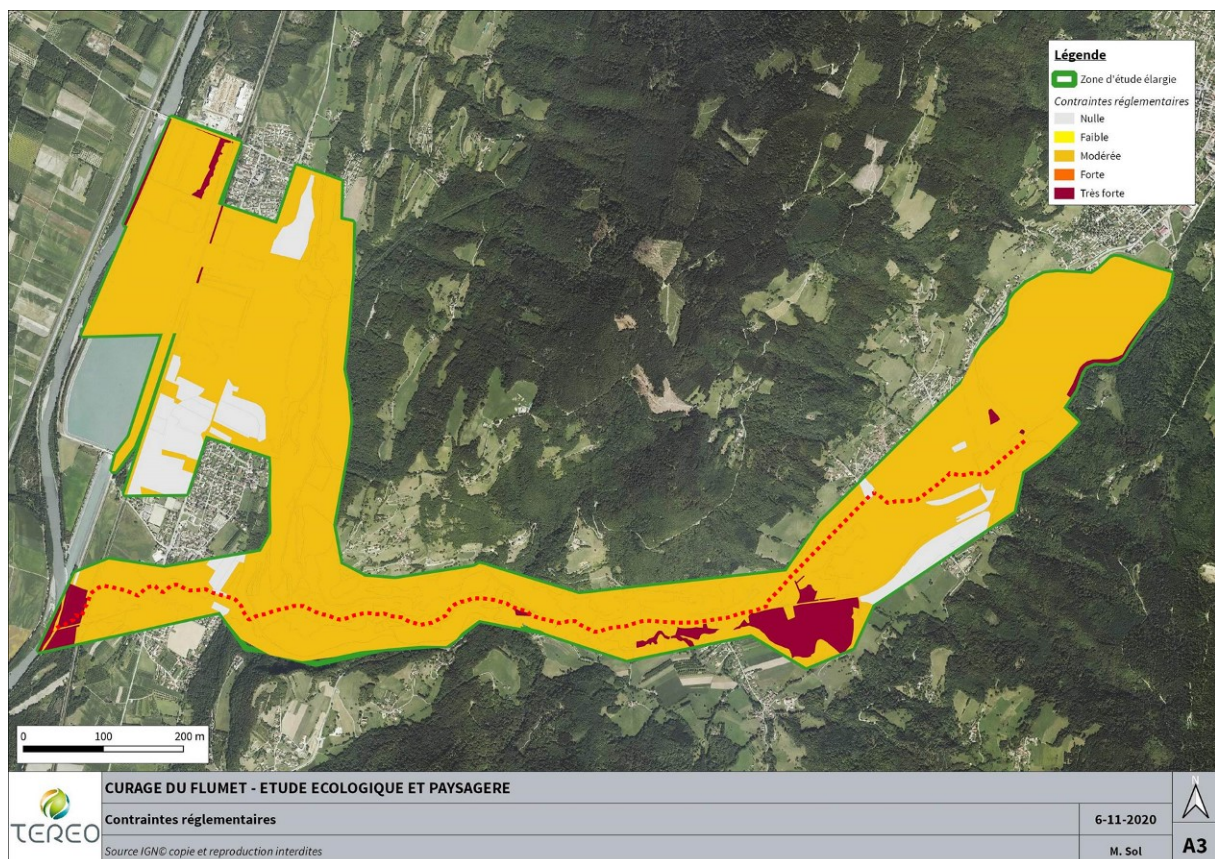 Légende
Zone d'étude élargie
Contraintes réglementaires
Nulle
Faible
Modérée
Forte
Très forte
0 100 200 m
TEREO
CURAGE DU FLUMET - ETUDE ECOLOGIQUE ET PAYSAGERE
Contraintes réglementaires
6-11-2020
Source IGN© copie et reproduction interdites
M. Sol
N
A3